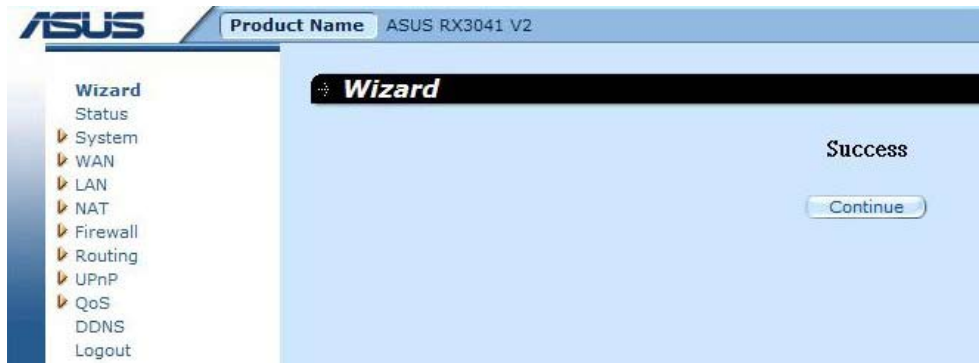 ASUS Product Name ASUS RX3041 V2
Wizard
Status
System
WAN
LAN
NAT
Firewall
Routing
UPnP
QoS
DDNS
Logout
Wizard
Success
Continue